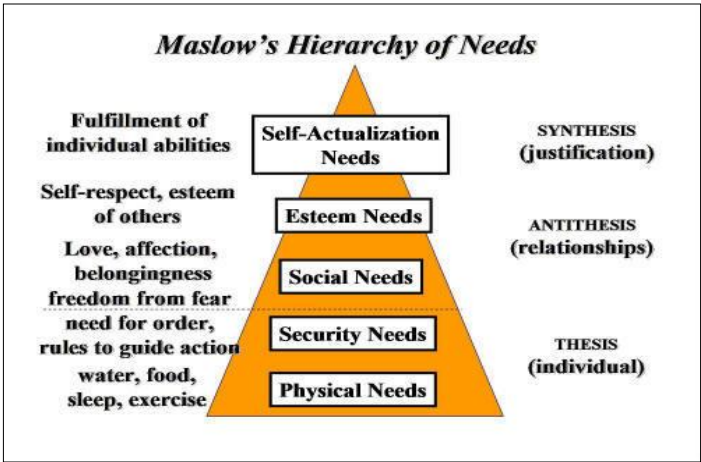 Maslow's Hierarchy of Needs
Fulfillment of
individual abilities
Self-Actualization
Needs
SYNTHESIS
(justification)
Self-respect, esteem
of others
Esteem Needs
ANTITHESIS
(relationships)
Love, affection,
belongingness
freedom from fear
Social Needs
need for order,
rules to guide action
Security Needs
THESIS
(individual)
water, food,
sleep, exercise
Physical Needs